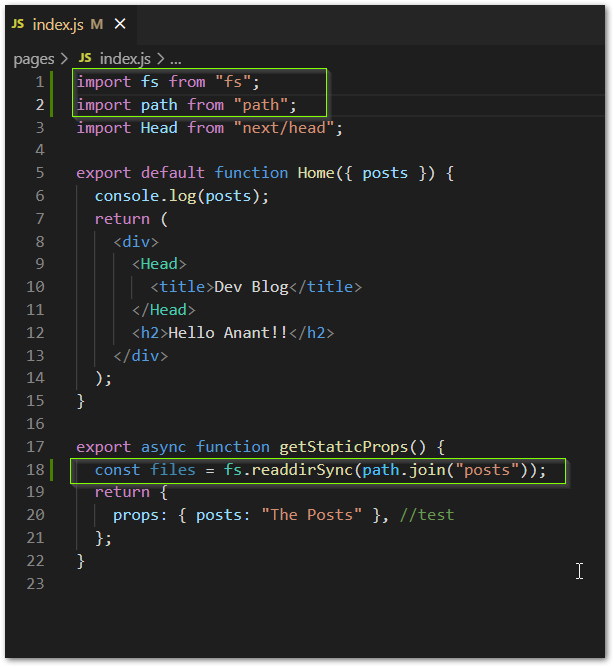 JS index.js M ×
pages > JS index.js > ...
1 import fs from "fs";
2 import path from "path";
3 import Head from "next/head";
4
5 export default function Home({ posts }) {
6 console.log(posts);
7 return (
8 <div>
9 <Head>
10 <title>Dev Blog</title>
11 </Head>
12 <h2>Hello Anant!!</h2>
13 </div>
14 );
15 }
16
17 export async function getStaticProps() {
18 const files = fs.readdirSync(path.join("posts"));
19 return {
20 props: { posts: "The Posts" }, //test
21 };
22 }
23